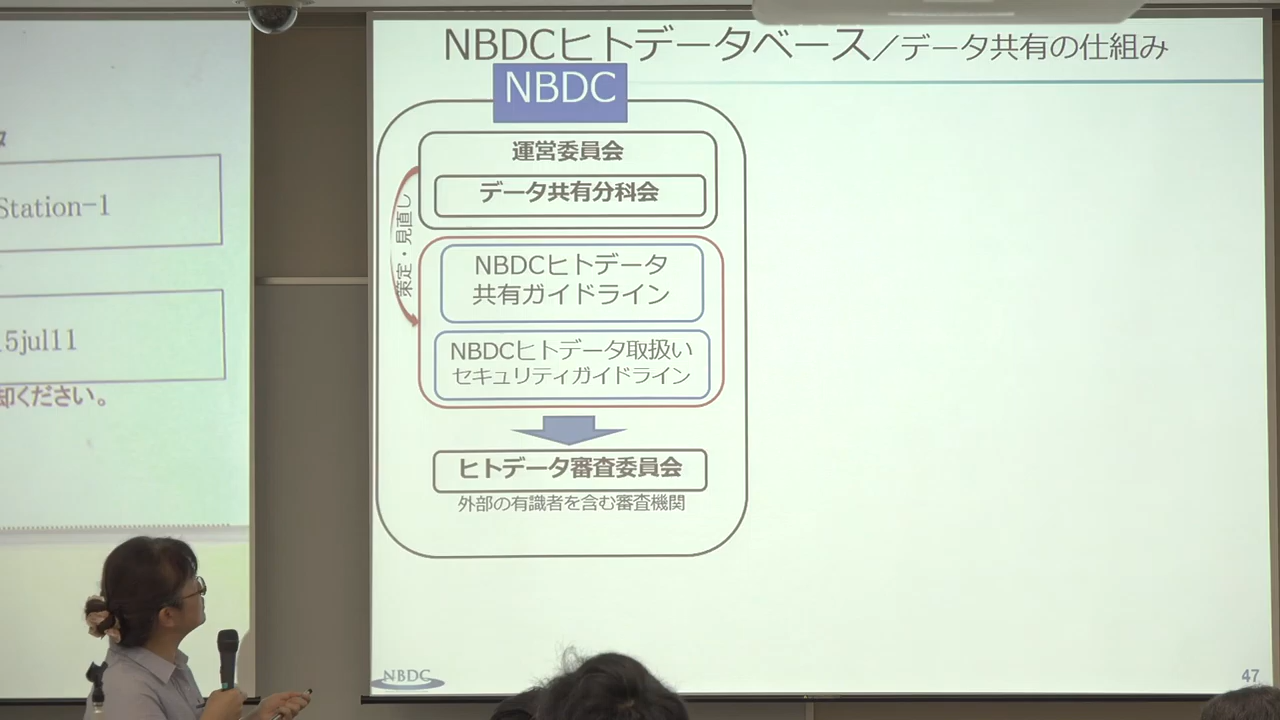 Station-1
5jul11
却ください。
NBDCヒトデータベース／データ共有の仕組み
NBDC
運営委員会
データ共有分科会
策定・見直し
NBDCヒトデータ
共有ガイドライン
NBDCヒトデータ取扱い
セキュリティガイドライン
ヒトデータ審査委員会
外部の有識者を含む審査機関
NBDC
47